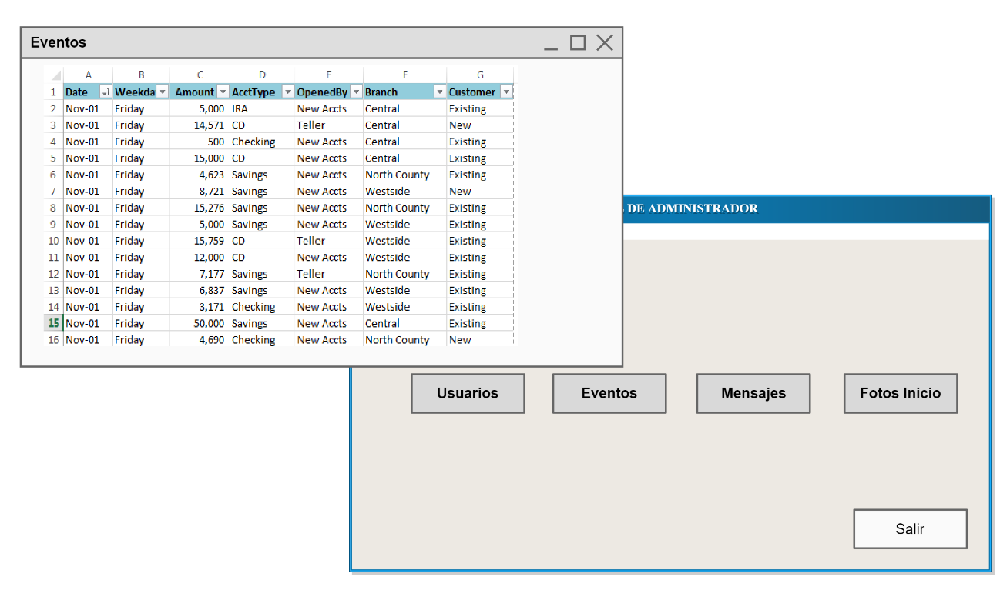 Eventos
A B C D E F G
1 Date Weekda Amount AcctType OpenedBy Branch Customer
2 Nov-01 Friday 5,000 IRA New Accts Central Existing
3 Nov-01 Friday 14,571 CD Teller Central New
4 Nov-01 Friday 500 Checking New Accts Central Existing
5 Nov-01 Friday 15,000 CD New Accts Central Existing
6 Nov-01 Friday 4,623 Savings New Accts North County Existing
7 Nov-01 Friday 8,721 Savings New Accts Westside New
8 Nov-01 Friday 15,276 Savings New Accts North County Existing
9 Nov-01 Friday 5,000 Savings New Accts Westside Existing
10 Nov-01 Friday 15,759 CD Teller Westside Existing
11 Nov-01 Friday 12,000 CD New Accts Westside Existing
12 Nov-01 Friday 7,177 Savings Teller North County Existing
13 Nov-01 Friday 6,837 Savings New Accts Westside Existing
14 Nov-01 Friday 3,171 Checking New Accts Westside Existing
15 Nov-01 Friday 50,000 Savings New Accts Central Existing
16 Nov-01 Friday 4,690 Checking New Accts North County New
DE ADMINISTRADOR
Usuarios Eventos Mensajes Fotos Inicio
Salir